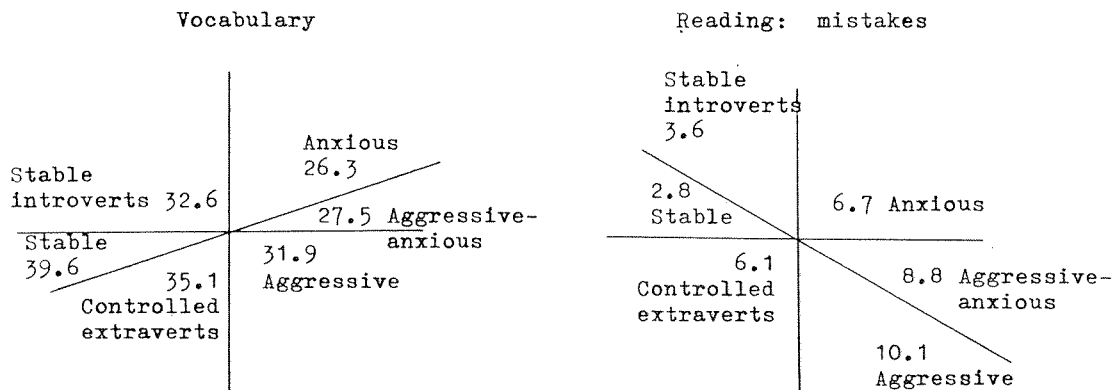 Vocabulary
Anxious
26.3
Stable
introverts 32.6
27.5 Aggressive-
anxious
Stable
39.6
31.9
Aggressive
35.1
Controlled
extraverts
Reading: mistakes
Stable
introverts
3.6
2.8
Stable
6.7 Anxious
6.1
Controlled
extraverts
8.8 Aggressive-
anxious
10.1
Aggressive